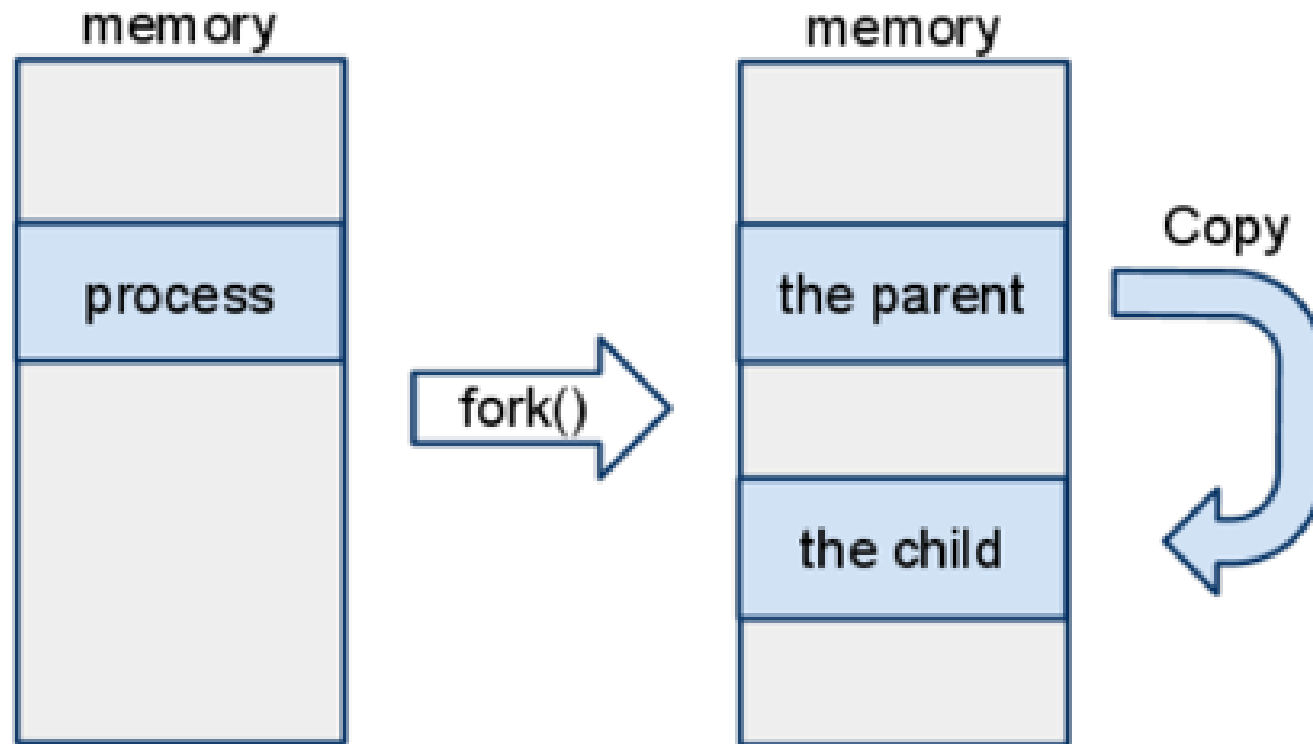 memory
process
fork()
memory
the parent
the child
Copy